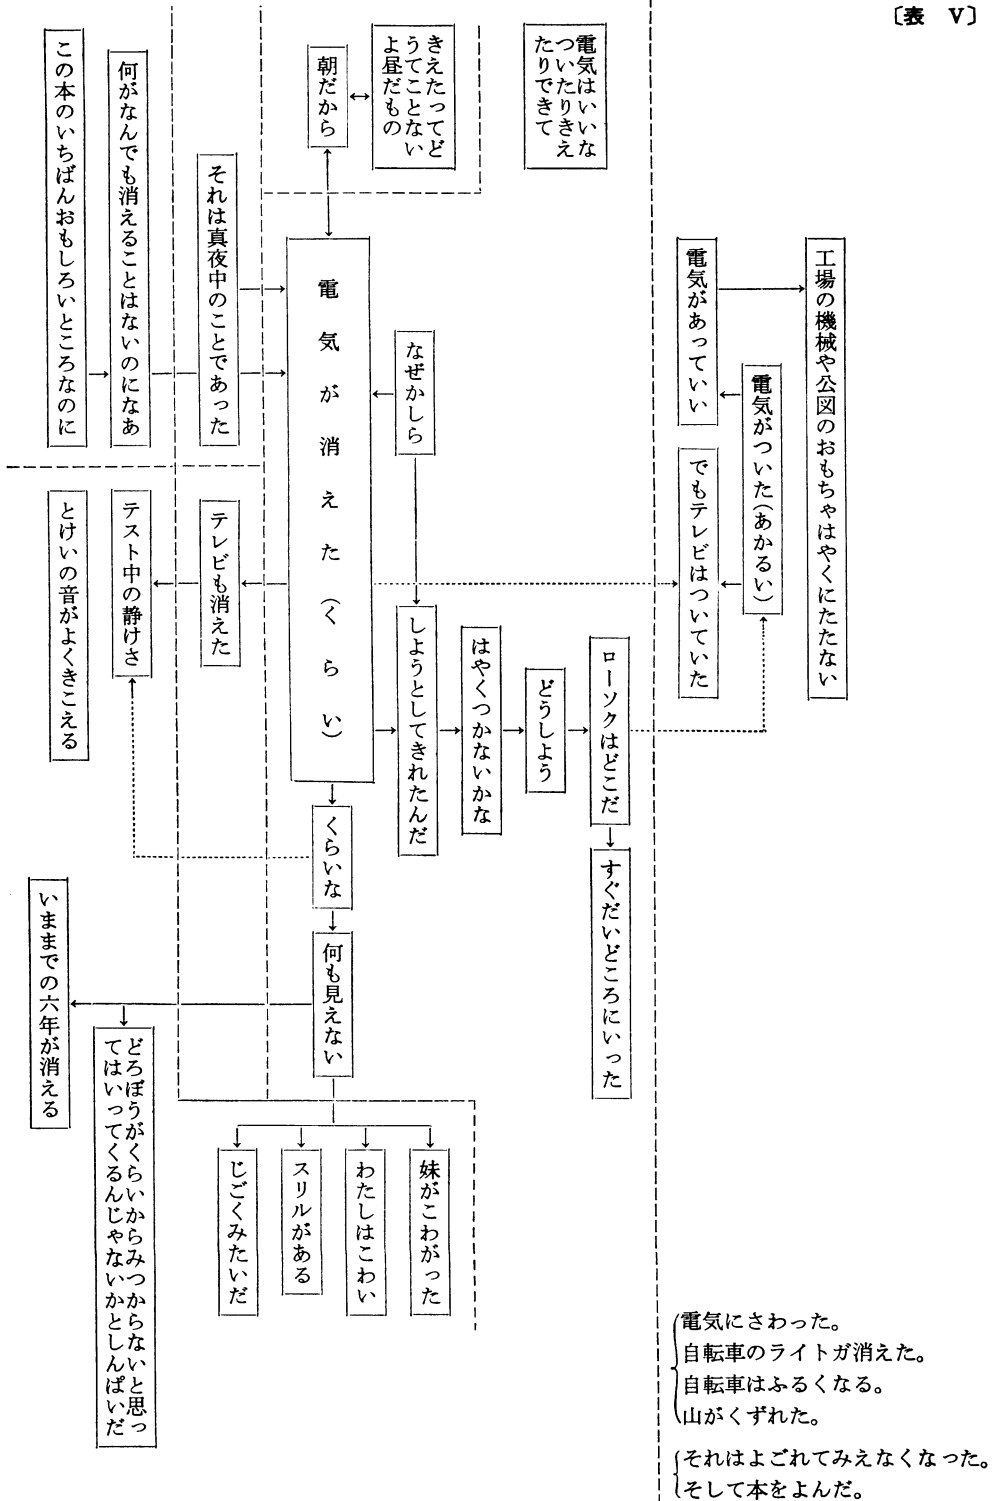 〔表 V〕
工場の機械や公図のおもちゃはやくにたたない
電気がついた(あかるい)
電気があっていい
でもテレビはついていた
電気はいいな
ついたりきえ
たりできて
ローソクはどこだ
すぐだいどころにいった
どうしよう
はやくつかないかな
なぜかしら
しようとしてきれたんだ
きえたってど
うてことない
よ昼だもの
朝だから
電気が消えた(くらい)
くらいな
何も見えない
妹がこわがった
わたしはこわい
スリルがある
じごくみたいだ
それは真夜中のことであった
テレビも消えた
何がなんでも消えることはないのになあ
テスト中の静けさ
どろぼうがくらいからみつからないと思っ
てはいってくるんじゃないかとしんぱいだ
この本のいちばんおもしろいところなのに
とけいの音がよくきこえる
いままでの六年が消える
電気にさわった。
自転車のライトガ消えた。
自転車はふるくなる。
山がくずれた。
それはよごれてみえなくなった。
そして本をよんだ。